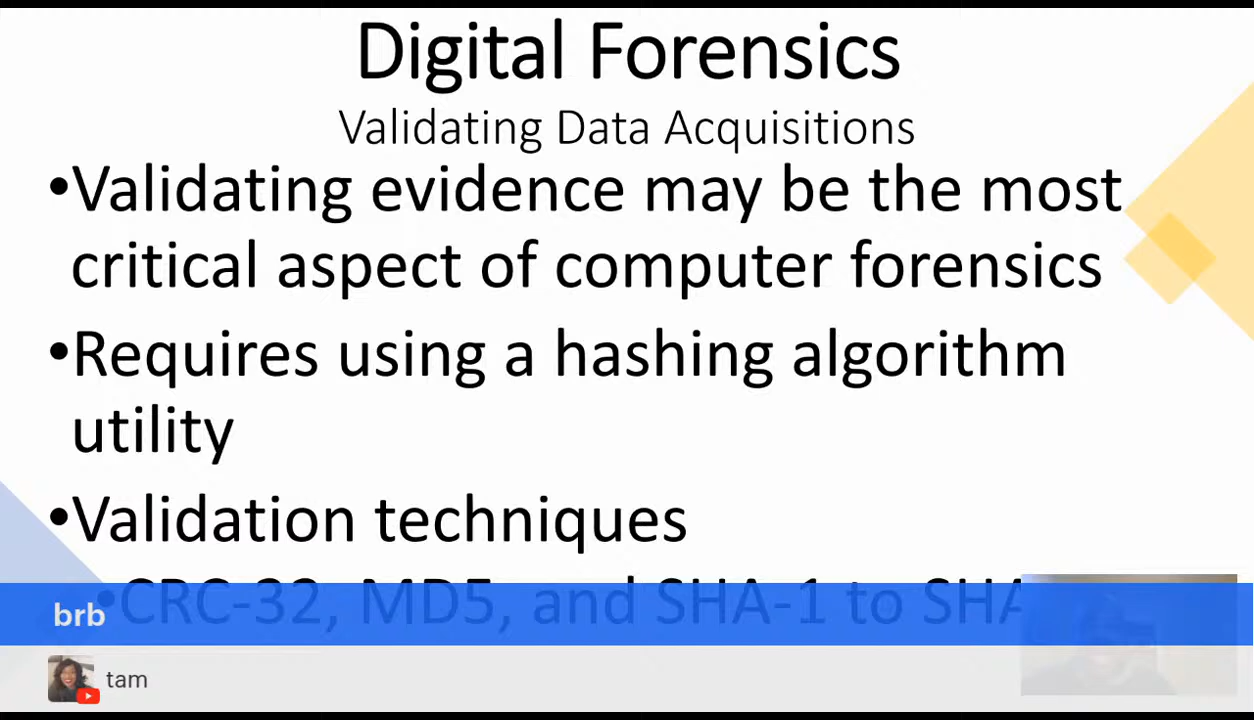 Digital Forensics
Validating Data Acquisitions
•Validating evidence may be the most
critical aspect of computer forensics
•Requires using a hashing algorithm
utility
•Validation techniques
•CRC-32, MD5, and SHA-1 to SHA
brb
tam